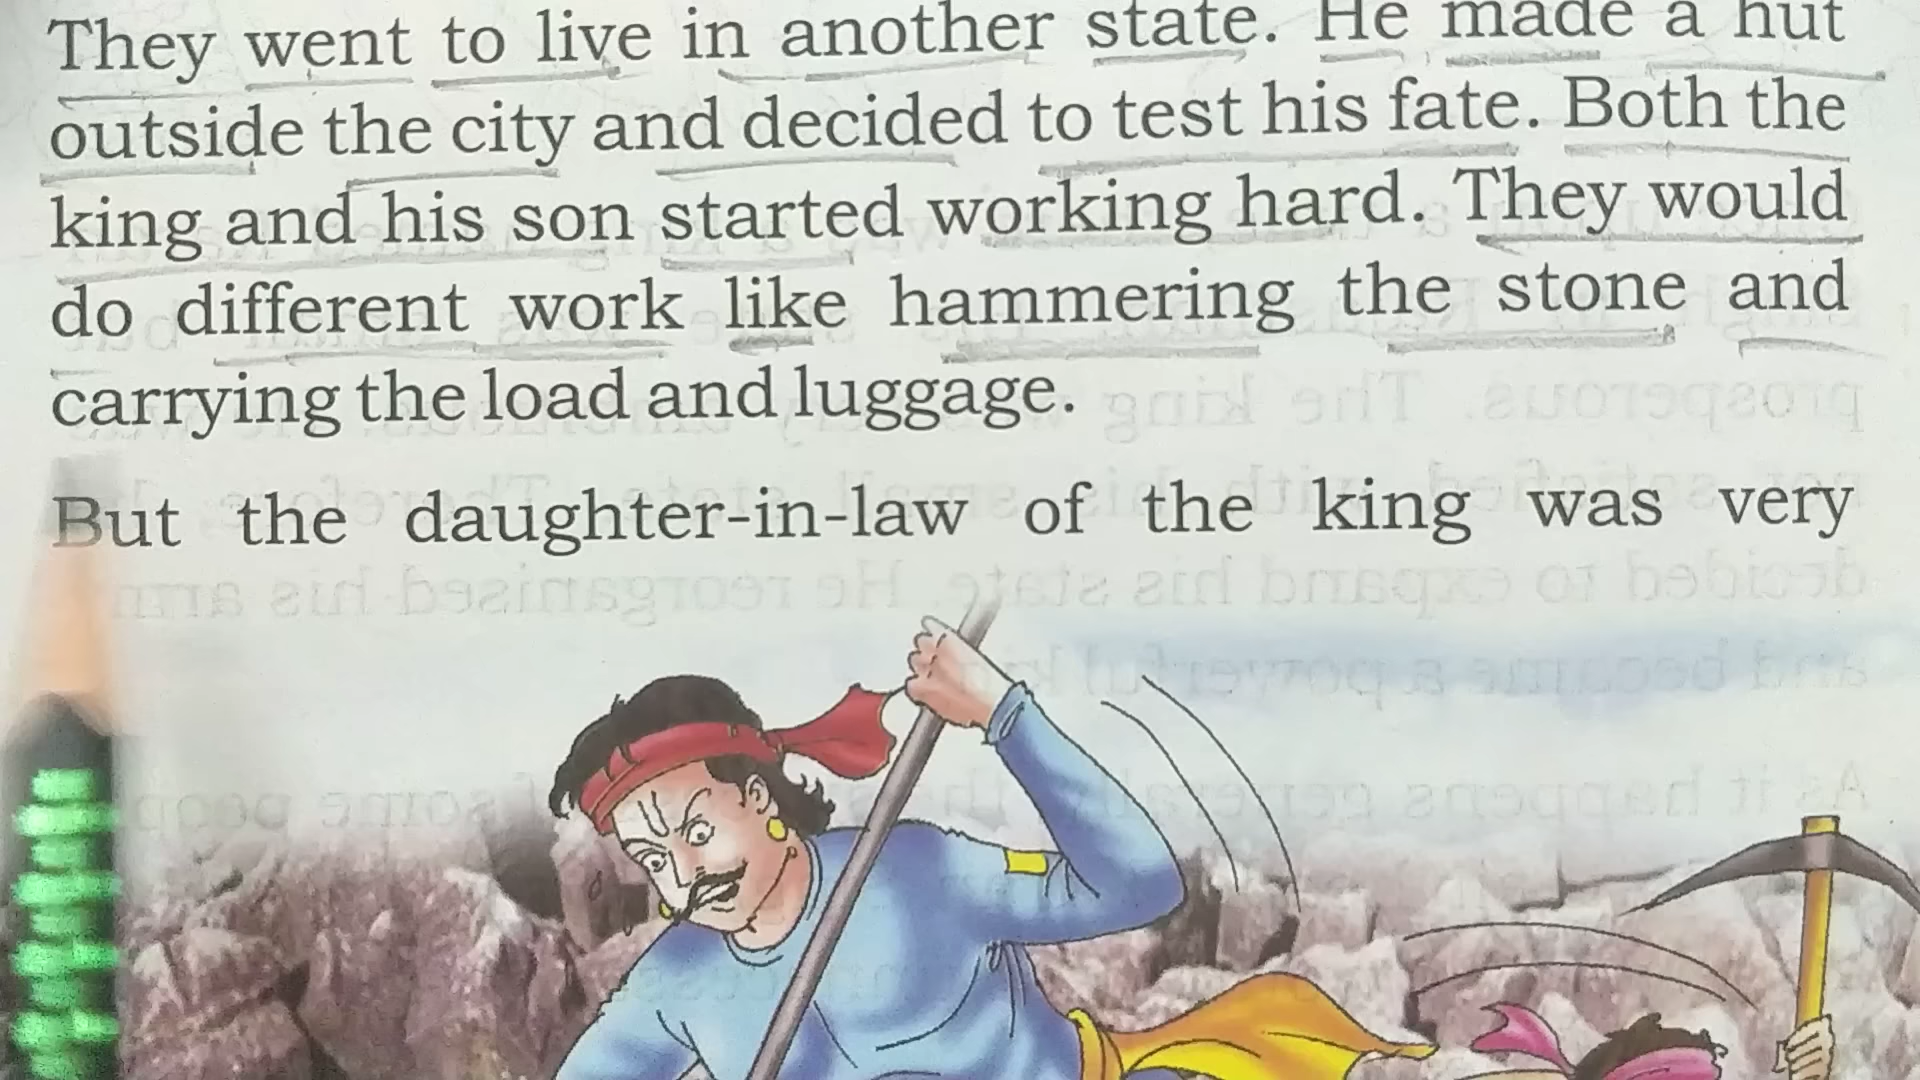 They went to live in another state. He made a hut
outside the city and decided to test his fate. Both the
king and his son started working hard. They would
do different work like hammering the stone and
carrying the load and luggage.
But the daughter-in-law of the king was very